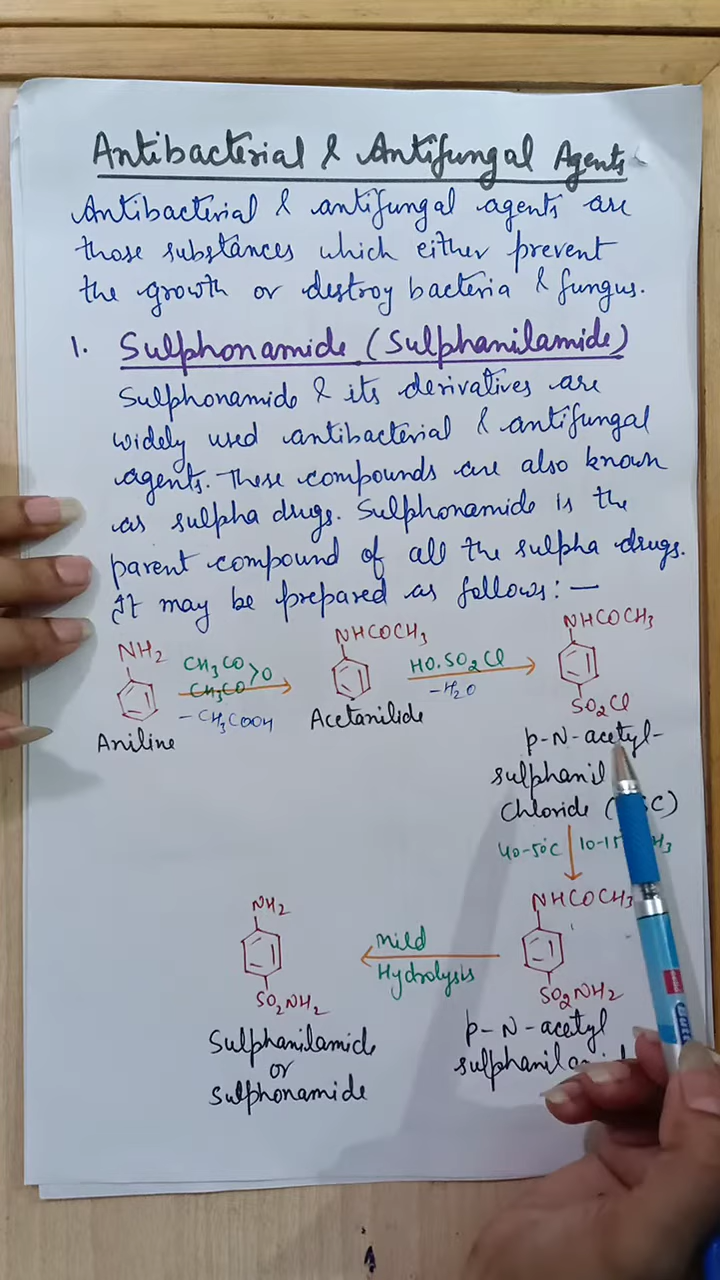 Antibacterial & Antifungal Agents
Antibacterial & antifungal agents are
those substances which either prevent
the growth or destroy bacteria & fungus.
1. Sulphonamide (Sulphanilamide)
Sulphonamide & its derivatives are
widely used antibacterial & antifungal
agents. These compounds are also known
as sulpha drugs. Sulphonamide is the
parent compound of all the sulpha drugs.
It may be prepared as follows: —
NH2
CH3CO
CH3CO >O
- CH3COOH
Aniline
NHCOCH3
Acetanilide
HO.SO2Cl
-H2O
NHCOCH3
SO2Cl
p-N-acetyl-
sulphanil
Chloride (
40-50°C
NHCOCH3
SO2NH2
p-N-acetyl
Mild
Hydrolysis
NH2
SO2NH2
Sulphanilamide
or
Sulphonamide